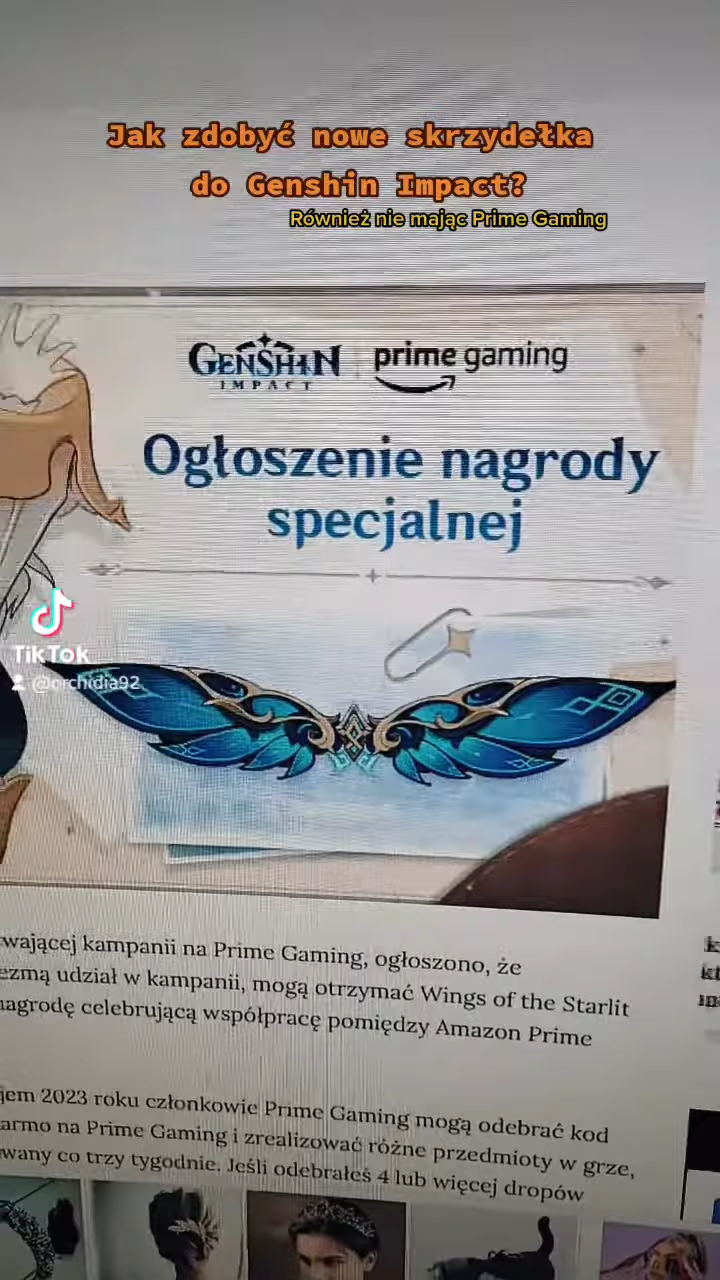 Jak zdobyć nowe skrzydełka
do Genshin Impact?
Również nie mając Prime Gaming
GENSHIN
IMPACT
prime gaming
Ogłoszenie nagrody
specjalnej
TikTok
@orchidia92
wającej kampanii na Prime Gaming, ogłoszono, że
ezmą udział w kampanii, mogą otrzymać Wings of the Starlit
nagrodę celebrującą współpracę pomiędzy Amazon Prime
jem 2023 roku członkowie Prime Gaming mogą odebrać kod
armo na Prime Gaming i zrealizować różne przedmioty w grze,
wany co trzy tygodnie. Jeśli odebrałeś 4 lub więcej dropów